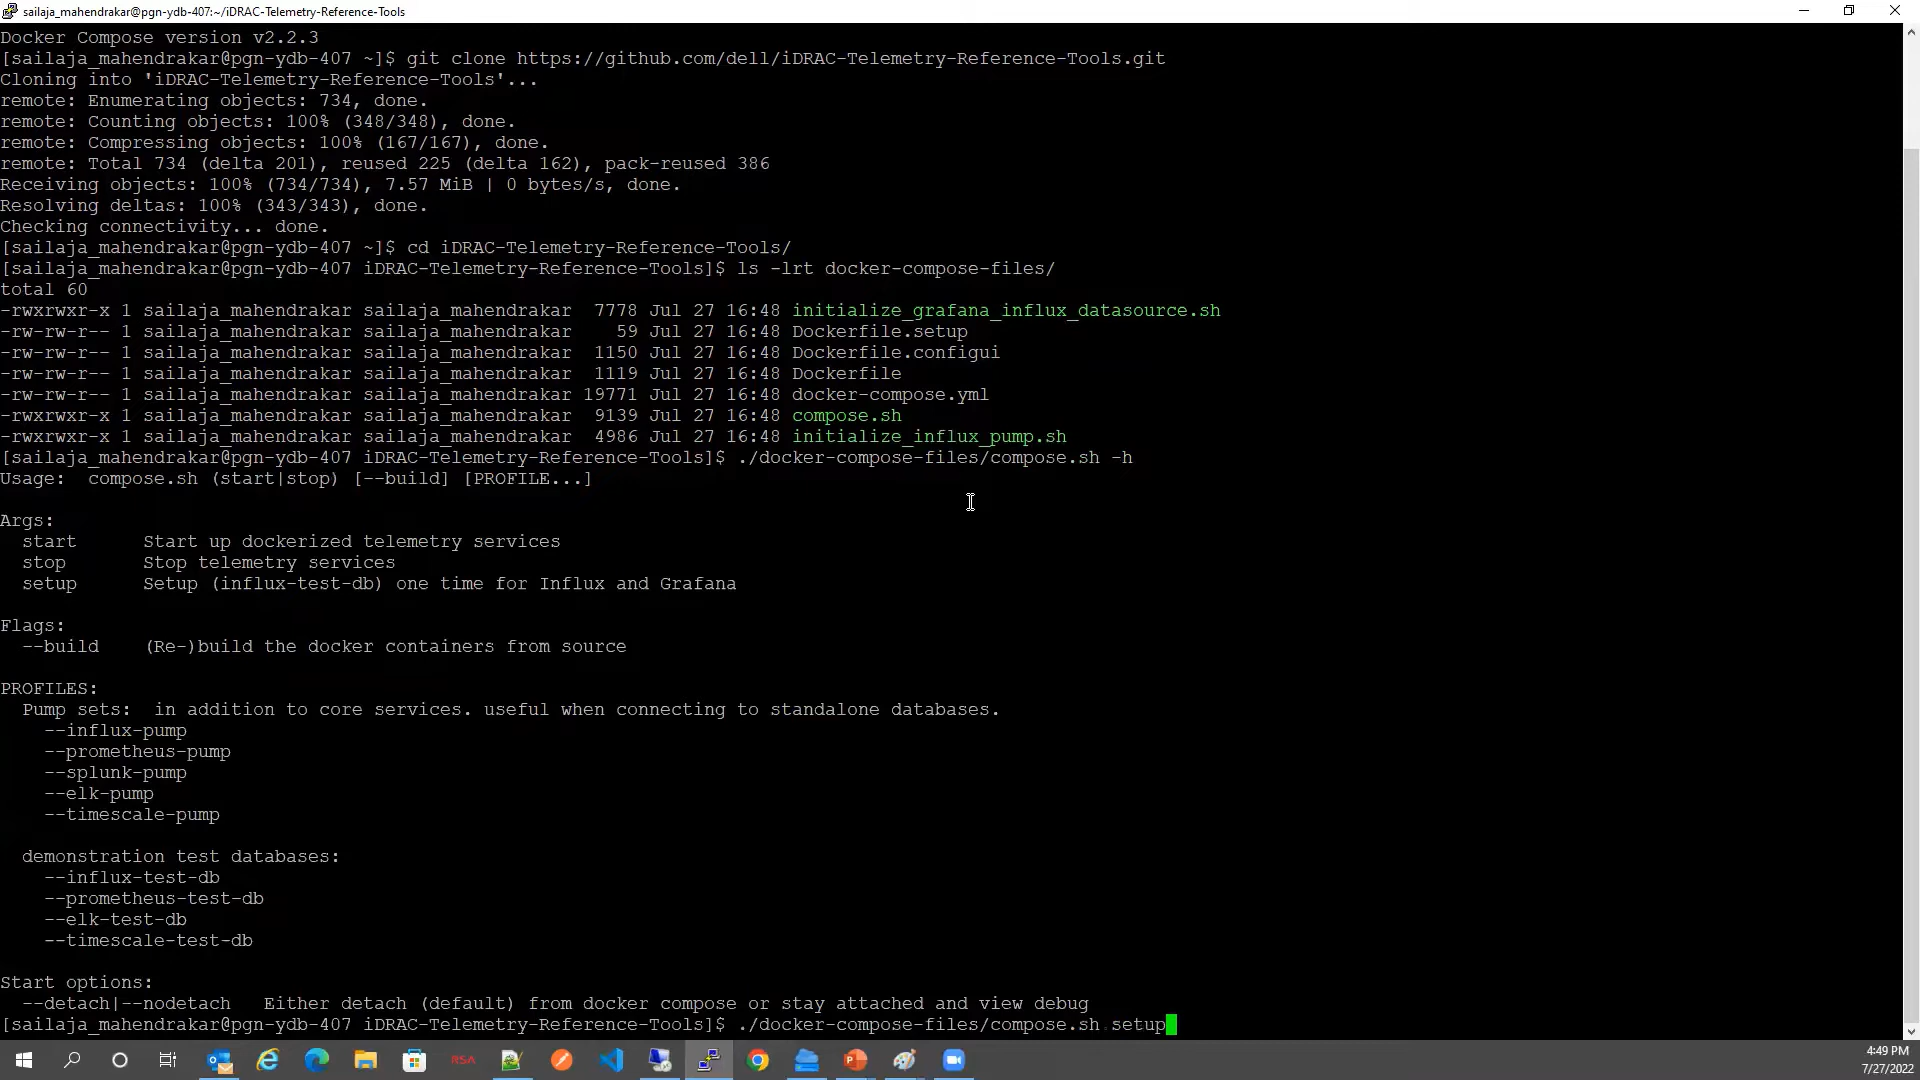 sailaja_mahendrakar@pgn-ydb-407:~/iDRAC-Telemetry-Reference-Tools
Docker Compose version v2.2.3
[sailaja_mahendrakar@pgn-ydb-407 ~]$ git clone https://github.com/dell/iDRAC-Telemetry-Reference-Tools.git
Cloning into 'iDRAC-Telemetry-Reference-Tools'...
remote: Enumerating objects: 734, done.
remote: Counting objects: 100% (348/348), done.
remote: Compressing objects: 100% (167/167), done.
remote: Total 734 (delta 201), reused 225 (delta 162), pack-reused 386
Receiving objects: 100% (734/734), 7.57 MiB | 0 bytes/s, done.
Resolving deltas: 100% (343/343), done.
Checking connectivity... done.
[sailaja_mahendrakar@pgn-ydb-407 ~]$ cd iDRAC-Telemetry-Reference-Tools/
[sailaja_mahendrakar@pgn-ydb-407 iDRAC-Telemetry-Reference-Tools]$ ls -lrt docker-compose-files/
total 60
-rwxrwxr-x 1 sailaja_mahendrakar sailaja_mahendrakar  7778 Jul 27 16:48 initialize_grafana_influx_datasource.sh
-rw-rw-r-- 1 sailaja_mahendrakar sailaja_mahendrakar    59 Jul 27 16:48 Dockerfile.setup
-rw-rw-r-- 1 sailaja_mahendrakar sailaja_mahendrakar  1150 Jul 27 16:48 Dockerfile.configui
-rw-rw-r-- 1 sailaja_mahendrakar sailaja_mahendrakar  1119 Jul 27 16:48 Dockerfile
-rw-rw-r-- 1 sailaja_mahendrakar sailaja_mahendrakar 19771 Jul 27 16:48 docker-compose.yml
-rwxrwxr-x 1 sailaja_mahendrakar sailaja_mahendrakar  9139 Jul 27 16:48 compose.sh
-rwxrwxr-x 1 sailaja_mahendrakar sailaja_mahendrakar  4986 Jul 27 16:48 initialize_influx_pump.sh
[sailaja_mahendrakar@pgn-ydb-407 iDRAC-Telemetry-Reference-Tools]$ ./docker-compose-files/compose.sh -h
Usage:  compose.sh (start|stop) [--build] [PROFILE...]
Args:
start      Start up dockerized telemetry services
stop       Stop telemetry services
setup      Setup (influx-test-db) one time for Influx and Grafana
Flags:
--build    (Re-)build the docker containers from source
PROFILES:
Pump sets:  in addition to core services. useful when connecting to standalone databases.
--influx-pump
--prometheus-pump
--splunk-pump
--elk-pump
--timescale-pump
demonstration test databases:
--influx-test-db
--prometheus-test-db
--elk-test-db
--timescale-test-db
Start options:
--detach|--nodetach   Either detach (default) from docker compose or stay attached and view debug
[sailaja_mahendrakar@pgn-ydb-407 iDRAC-Telemetry-Reference-Tools]$ ./docker-compose-files/compose.sh setup
RSA
4:49 PM
7/27/2022